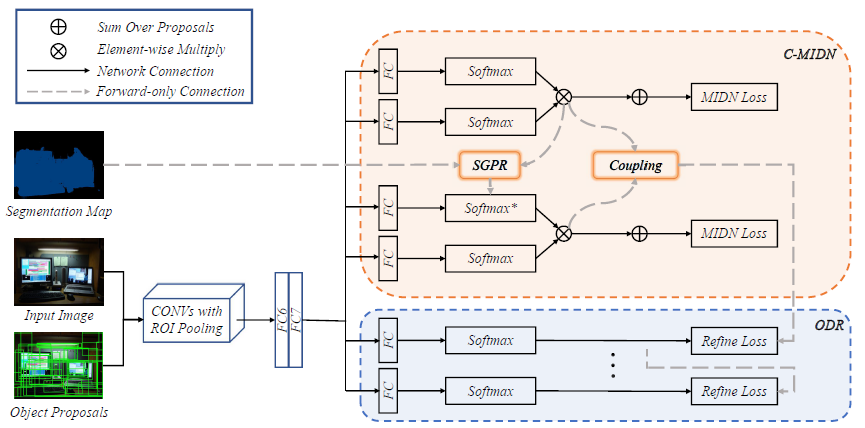 Sum Over Proposals
Element-wise Multiply
Network Connection
Forward-only Connection
Segmentation Map
Input Image
Object Proposals
CONVs with
ROI Pooling
FC6
FC7
C-MIDN
FC
Softmax
MIDN Loss
FC
Softmax
SGPR
Coupling
FC
Softmax*
MIDN Loss
FC
Softmax
ODR
FC
Softmax
Refine Loss
FC
Softmax
Refine Loss